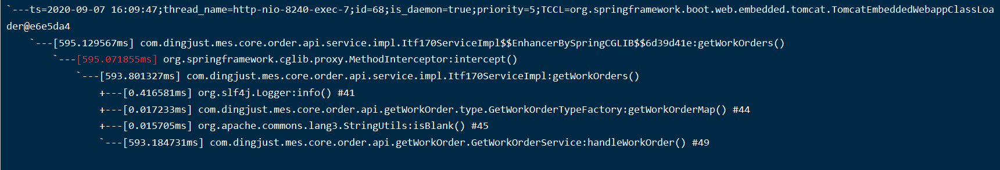 `---ts=2020-09-07 16:09:47;thread_name=http-nio-8240-exec-7;id=68;is_daemon=true;priority=5;TCCL=org.springframework.boot.web.embedded.tomcat.TomcatEmbeddedWebappClassLoa
der@e6e5da4
    `---[595.129567ms] com.dingjust.mes.core.order.api.service.impl.Itf170ServiceImpl$$EnhancerBySpringCGLIB$$6d39d41e:getWorkOrders()
        `---[595.071855ms] org.springframework.cglib.proxy.MethodInterceptor:intercept()
            `---[593.801327ms] com.dingjust.mes.core.order.api.service.impl.Itf170ServiceImpl:getWorkOrders()
                +---[0.416581ms] org.slf4j.Logger:info() #41
                +---[0.017233ms] com.dingjust.mes.core.order.api.getWorkOrder.type.GetWorkOrderTypeFactory:getWorkOrderMap() #44
                +---[0.015705ms] org.apache.commons.lang3.StringUtils:isBlank() #45
                `---[593.184731ms] com.dingjust.mes.core.order.api.getWorkOrder.GetWorkOrderService:handleWorkOrder() #49